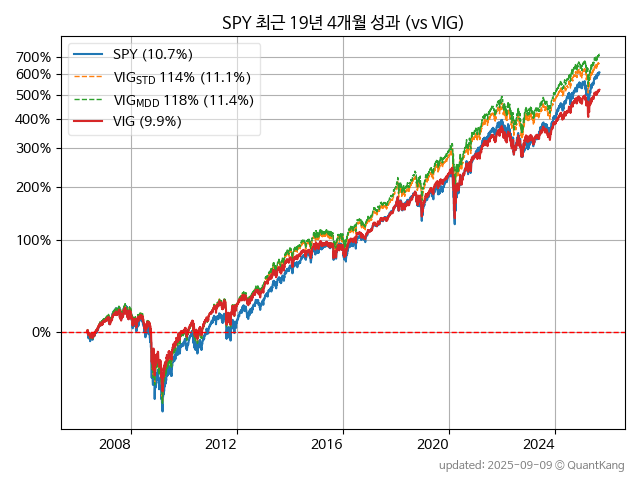 SPY 최근 19년 4개월 성과 (vs VIG)
SPY (10.7%)
VIG_STD 114% (11.1%)
VIG_MDD 118% (11.4%)
VIG (9.9%)
700%
600%
500%
400%
300%
200%
100%
0%
2008 2012 2016 2020 2024
updated: 2025-09-09 © QuantKang